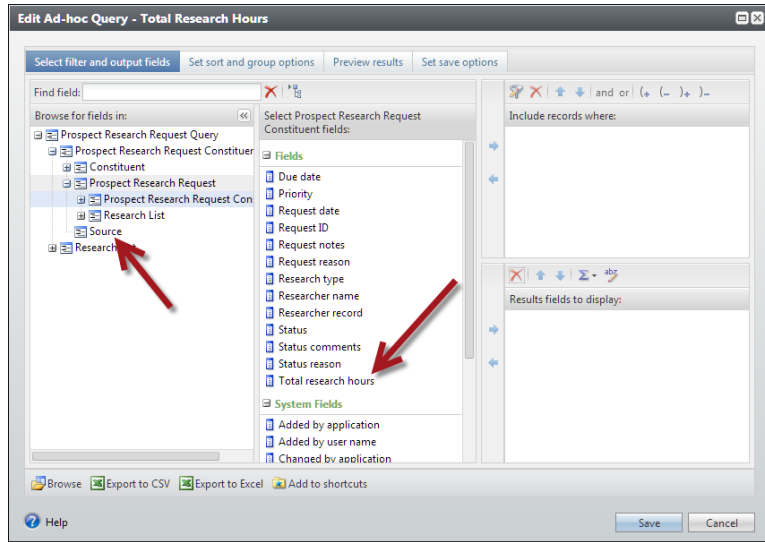 Edit Ad-hoc Query - Total Research Hours
Select filter and output fields
Set sort and group options
Preview results
Set save options
Find field:
Browse for fields in:
Prospect Research Request Query
Prospect Research Request Constituer
Constituent
Prospect Research Request
Prospect Research Request Con
Research List
Source
Research
Select Prospect Research Request
Constituent fields:
Fields
Due date
Priority
Request date
Request ID
Request notes
Request reason
Research type
Researcher name
Researcher record
Status
Status comments
Status reason
Total research hours
System Fields
Added by application
Added by user name
Changed by application
and or (+ (- )+ )-
Include records where:
Σ abç
Results fields to display:
Browse Export to CSV Export to Excel Add to shortcuts
Help
Save
Cancel